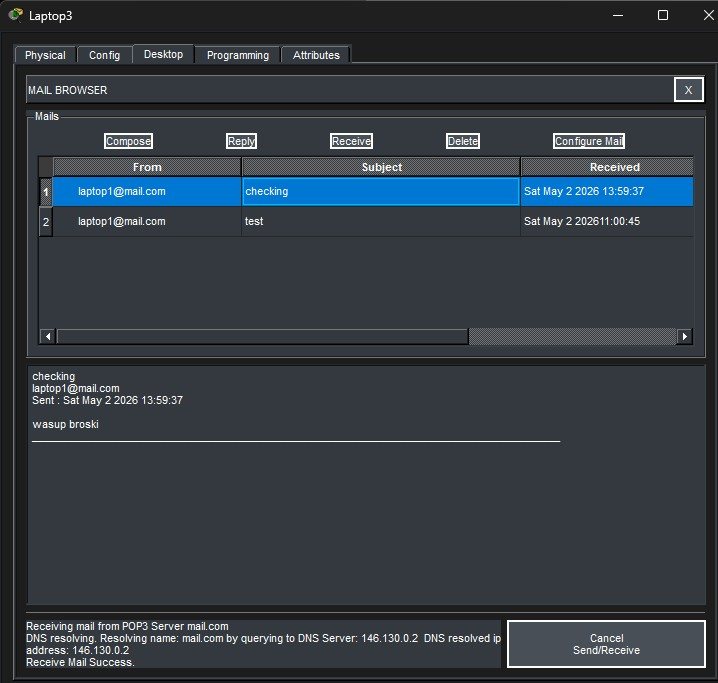 Laptop3
Physical Config Desktop Programming Attributes
MAIL BROWSER X
Mails
Compose Reply Receive Delete Configure Mail
From Subject Received
1 laptop1@mail.com checking Sat May 2 2026 13:59:37
2 laptop1@mail.com test Sat May 2 202611:00:45
checking
laptop1@mail.com
Sent : Sat May 2 2026 13:59:37
wasup broski
Receiving mail from POP3 Server mail.com
DNS resolving. Resolving name: mail.com by querying to DNS Server: 146.130.0.2 DNS resolved ip
address: 146.130.0.2
Receive Mail Success.
Cancel
Send/Receive